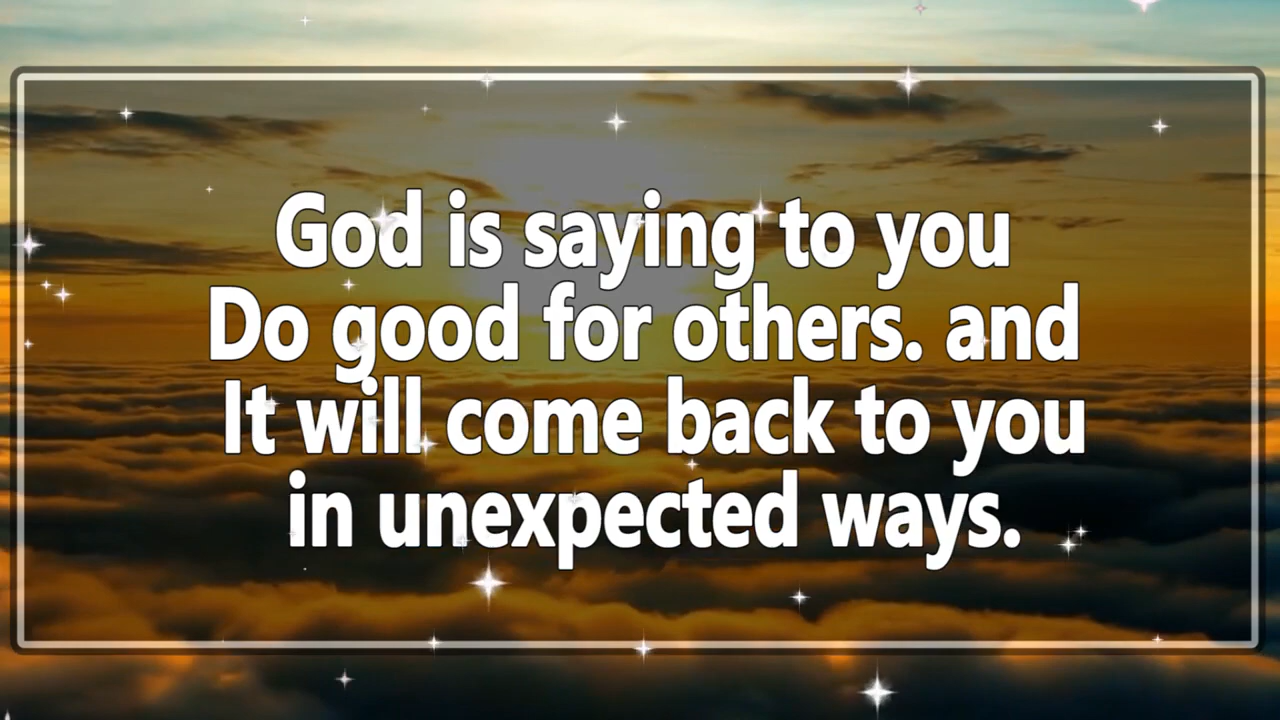 God is saying to you
Do good for others. and
It will come back to you
in unexpected ways.